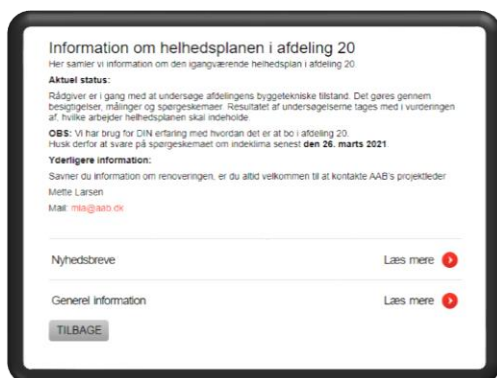 Information om helhedsplanen i afdeling 20
Her samler vi information om den igangværende helhedsplan i afdeling 20
Aktuel status:
Rådgiver er i gang med at undersøge afdelingens byggetekniske tilstand. Det gøres gennem
besigtigelser, målinger og spørgeskemaer. Resultatet af undersøgelserne tages med i vurderingen
af, hvilke arbejder helhedsplanen skal indeholde.
OBS: Vi har brug for DIN erfaring med hvordan det er at bo i afdeling 20.
Husk derfor at svare på spørgeskemaet om indeklima senest den 26. marts 2021.
Yderligere information:
Savner du information om renoveringen, er du altid velkommen til at kontakte AAB's projektleder
Mette Larsen
Mail: mla@aab.dk
Nyhedsbreve Læs mere
Generel information Læs mere
TILBAGE